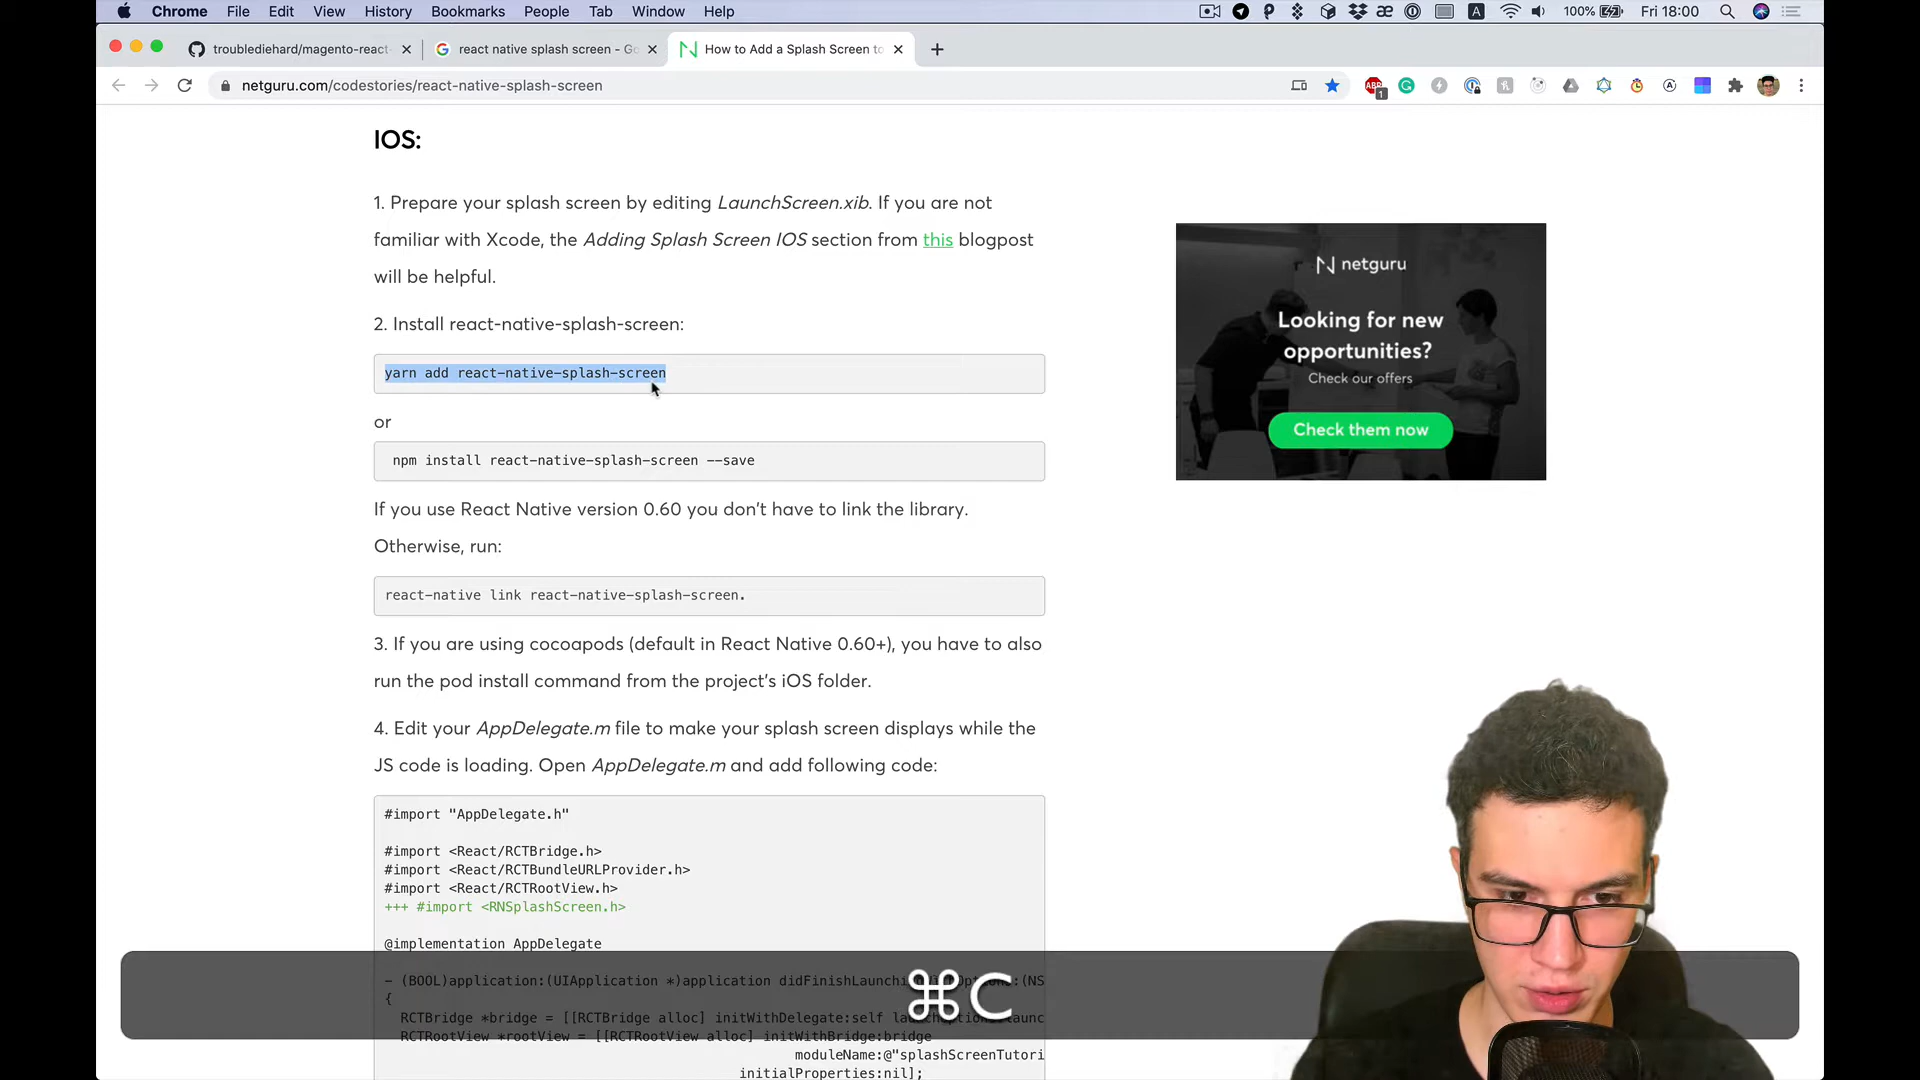 Chrome File Edit View History Bookmarks People Tab Window Help 100% Fri 18:00
troublediehard/magento-react- react native splash screen - Go How to Add a Splash Screen to
netguru.com/codestories/react-native-splash-screen
IOS:
1. Prepare your splash screen by editing LaunchScreen.xib. If you are not
familiar with Xcode, the Adding Splash Screen IOS section from this blogpost
will be helpful.
2. Install react-native-splash-screen:
yarn add react-native-splash-screen
or
npm install react-native-splash-screen --save
If you use React Native version 0.60 you don't have to link the library.
Otherwise, run:
react-native link react-native-splash-screen.
3. If you are using cocoapods (default in React Native 0.60+), you have to also
run the pod install command from the project's iOS folder.
4. Edit your AppDelegate.m file to make your splash screen displays while the
JS code is loading. Open AppDelegate.m and add following code:
#import "AppDelegate.h"
#import <React/RCTBridge.h>
#import <React/RCTBundleURLProvider.h>
#import <React/RCTRootView.h>
+++ #import <RNSplashScreen.h>
@implementation AppDelegate
- (BOOL)application:(UIApplication *)application :(NS
{
RCTBridge *bridge = [[RCTBridge alloc] initWithDelegate:self
RCTRootView *rootView = [[RCTRootView alloc] initWithBridge:bridge
moduleName:@"splashScreenTutori
initialProperties:nil];
netguru
Looking for new
opportunities?
Check our offers
Check them now
⌘C